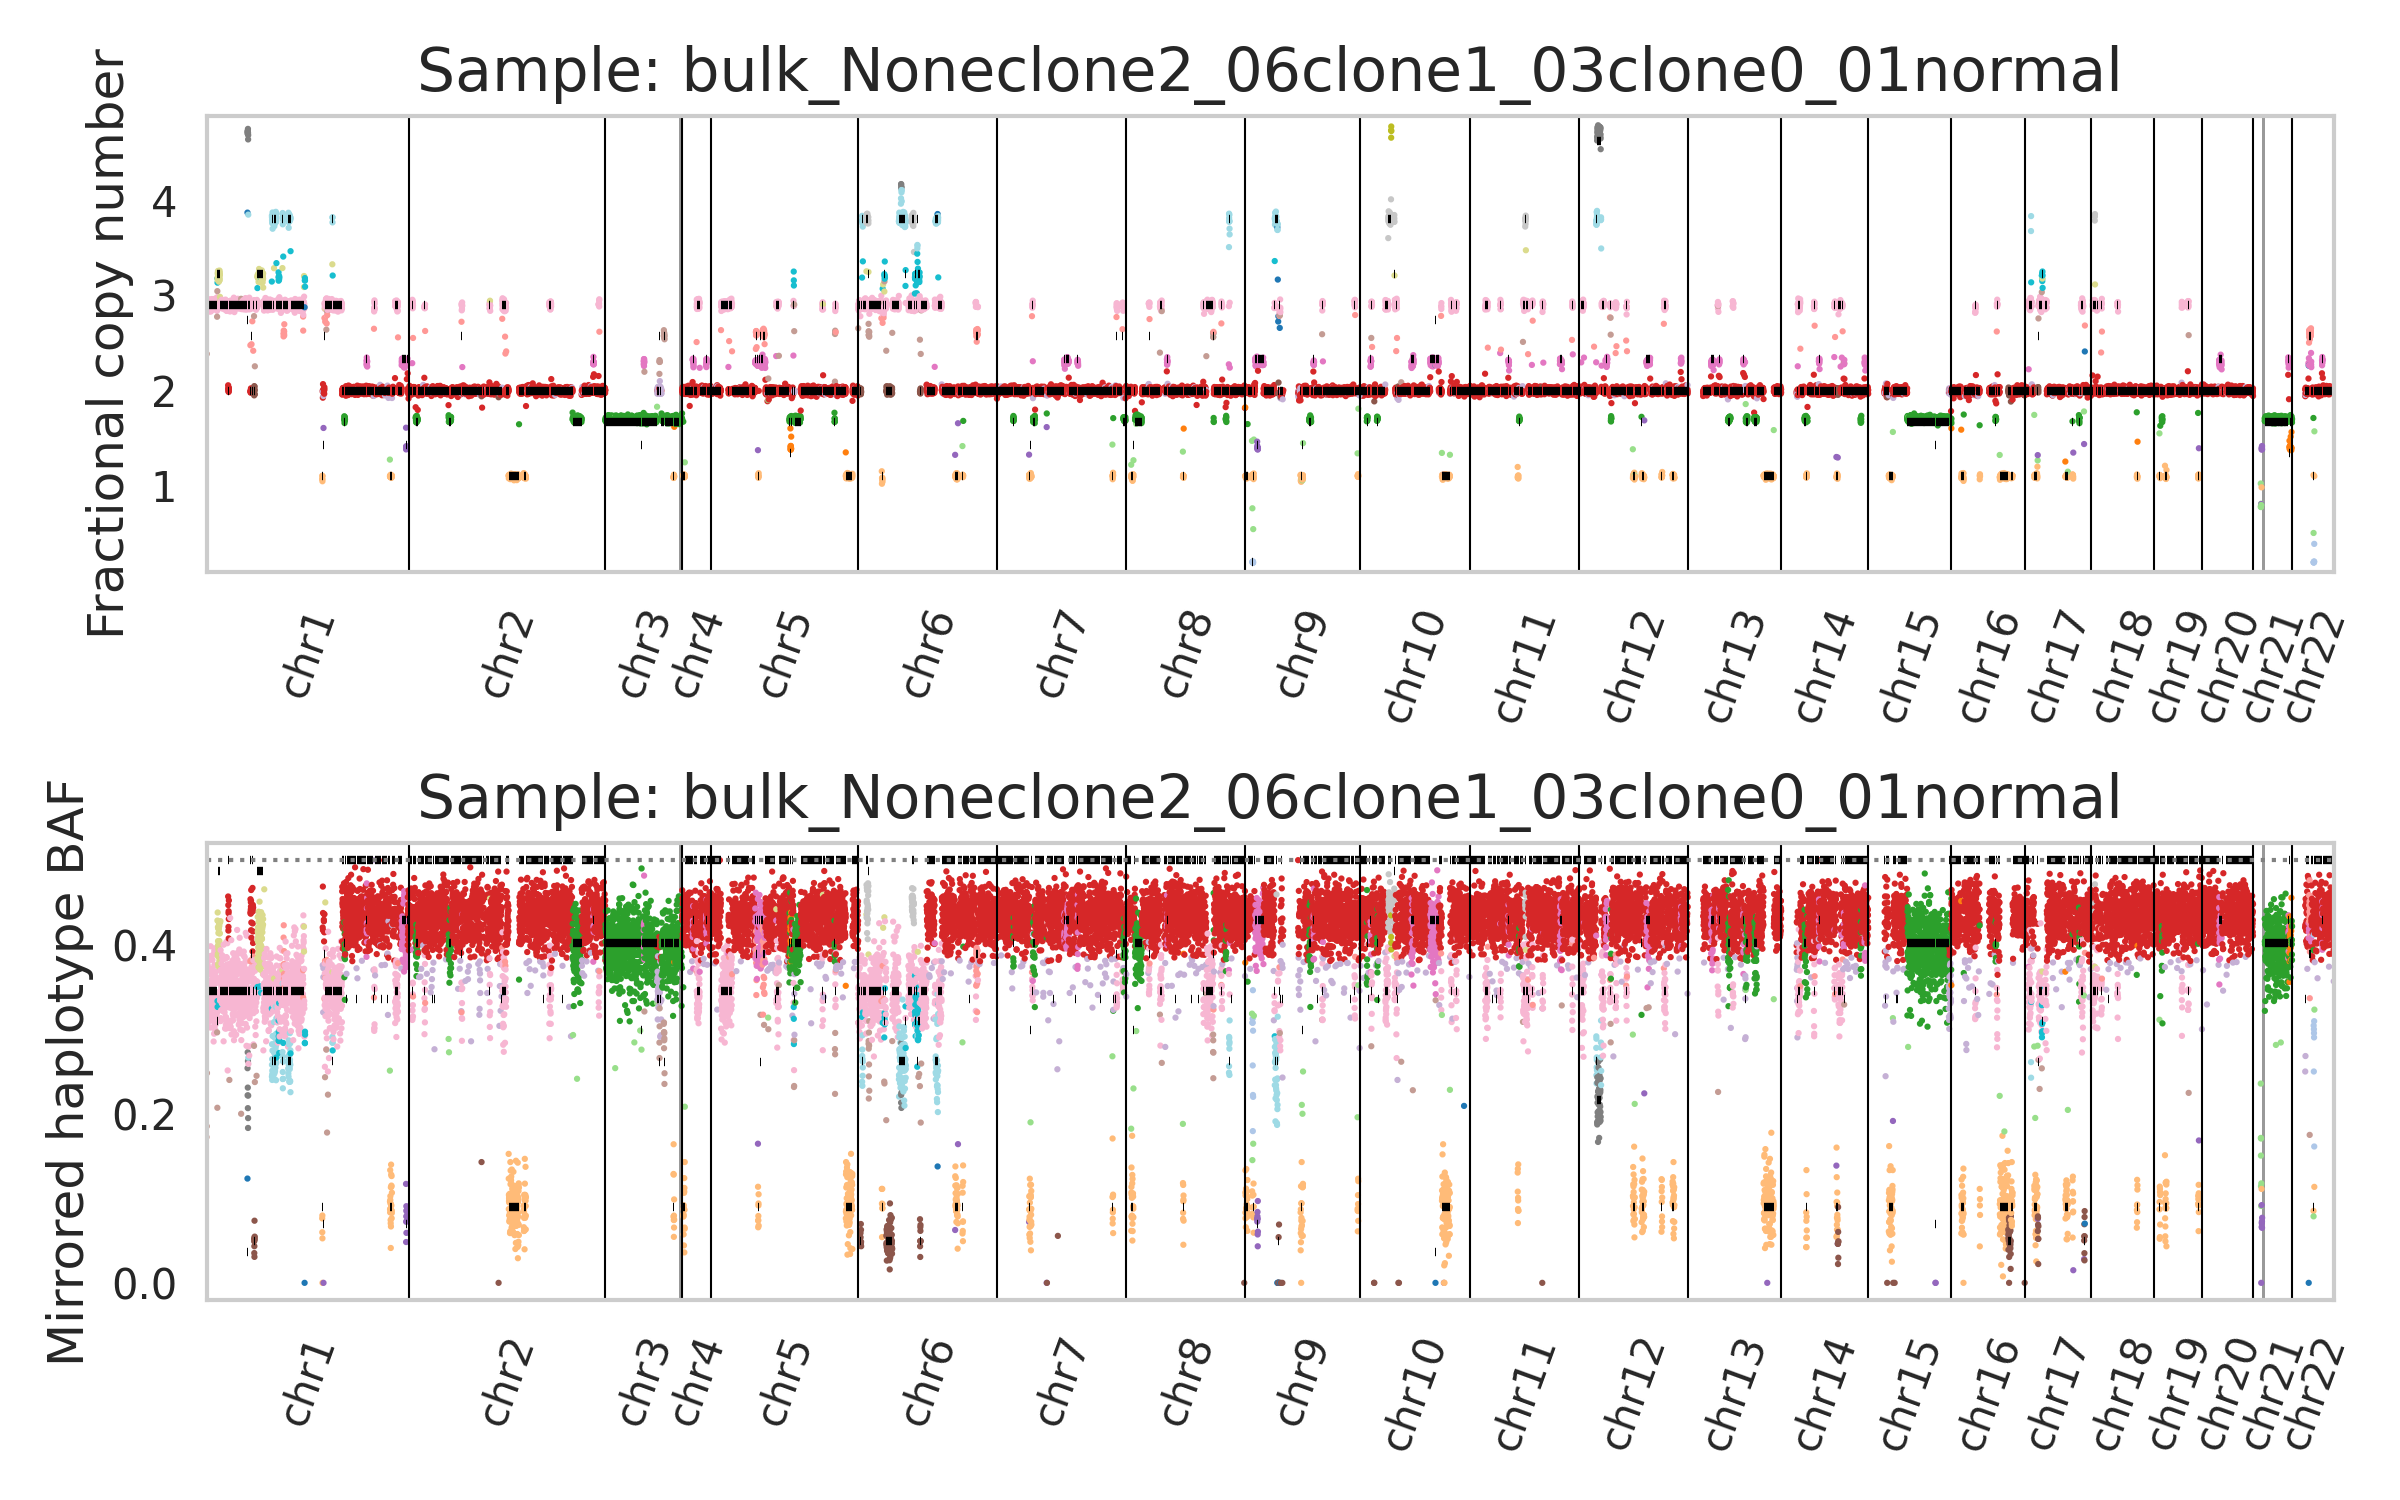 Sample: bulk_Noneclone2_06clone1_03clone0_01normal
Fractional copy number
4
3
2
1
chr1
chr2
chr3
chr4
chr5
chr6
chr7
chr8
chr9
chr10
chr11
chr12
chr13
chr14
chr15
chr16
chr17
chr18
chr19
chr20
chr21
chr22
Sample: bulk_Noneclone2_06clone1_03clone0_01normal
Mirrored haplotype BAF
0.4
0.2
0.0
chr1
chr2
chr3
chr4
chr5
chr6
chr7
chr8
chr9
chr10
chr11
chr12
chr13
chr14
chr15
chr16
chr17
chr18
chr19
chr20
chr21
chr22